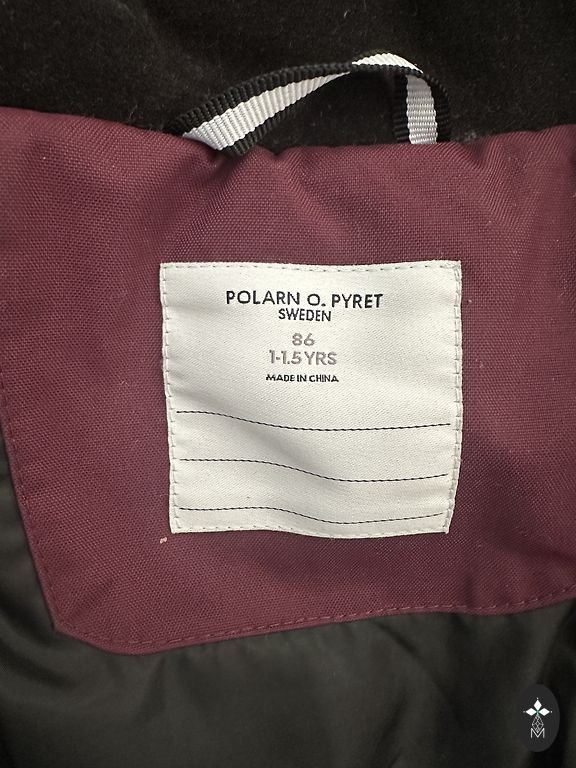 POLARN O. PYRET
SWEDEN
86
1-1.5 YRS
MADE IN CHINA